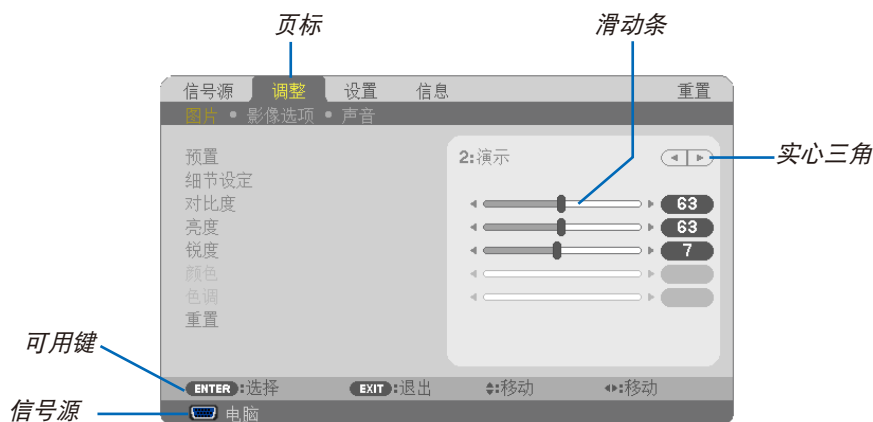 页标 滑动条
信号源 调整 设置 信息 重置
图片 • 影像选项 • 声音
预置 2:演示 实心三角
细节设定
对比度 63
亮度 63
锐度 7
颜色
色调
重置
可用键
ENTER:选择 EXIT:退出 :移动 :移动
信号源 电脑